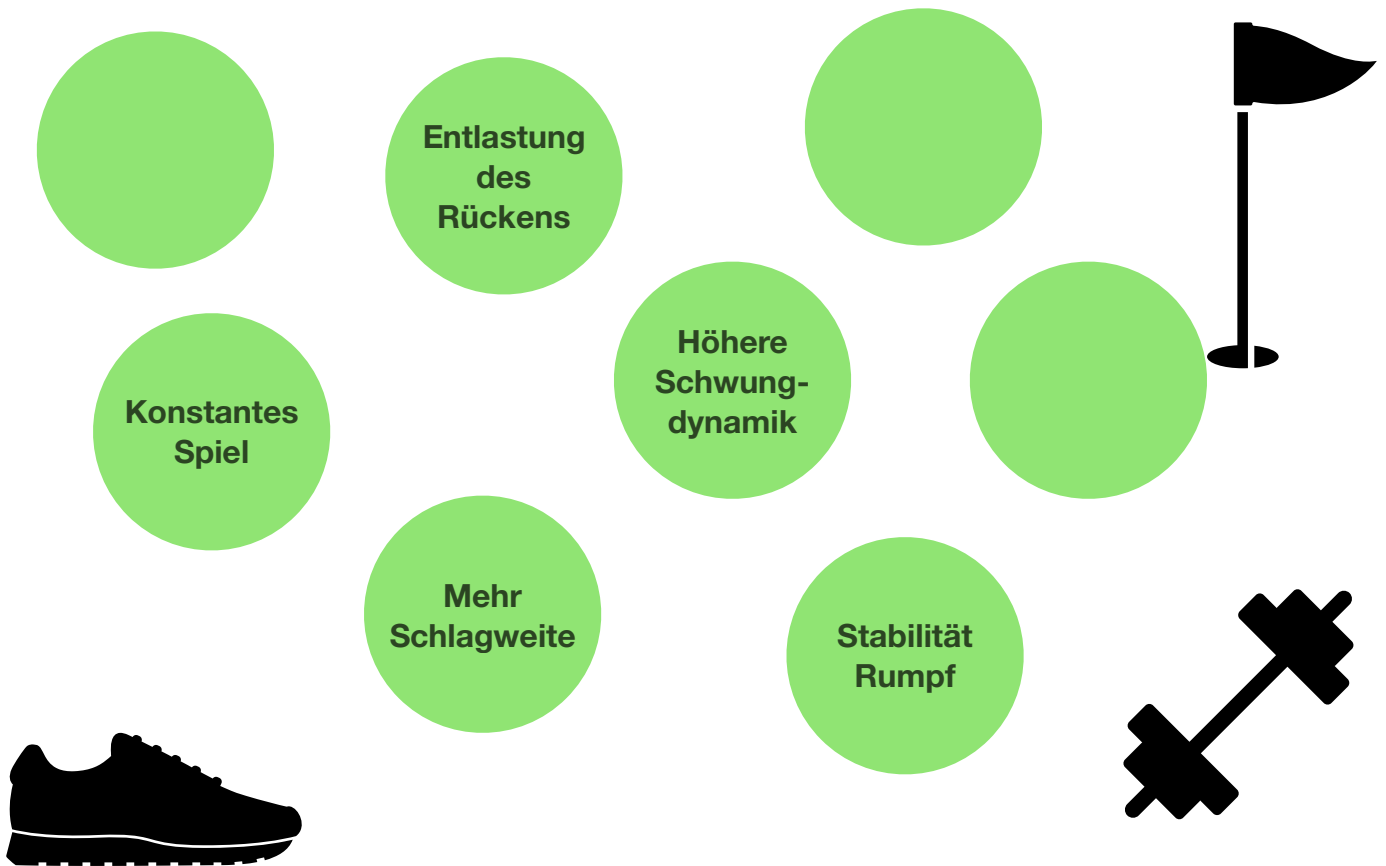 Entlastung
des
Rückens
Höhere
Schwung-
dynamik
Konstantes
Spiel
Mehr
Schlagweite
Stabilität
Rumpf